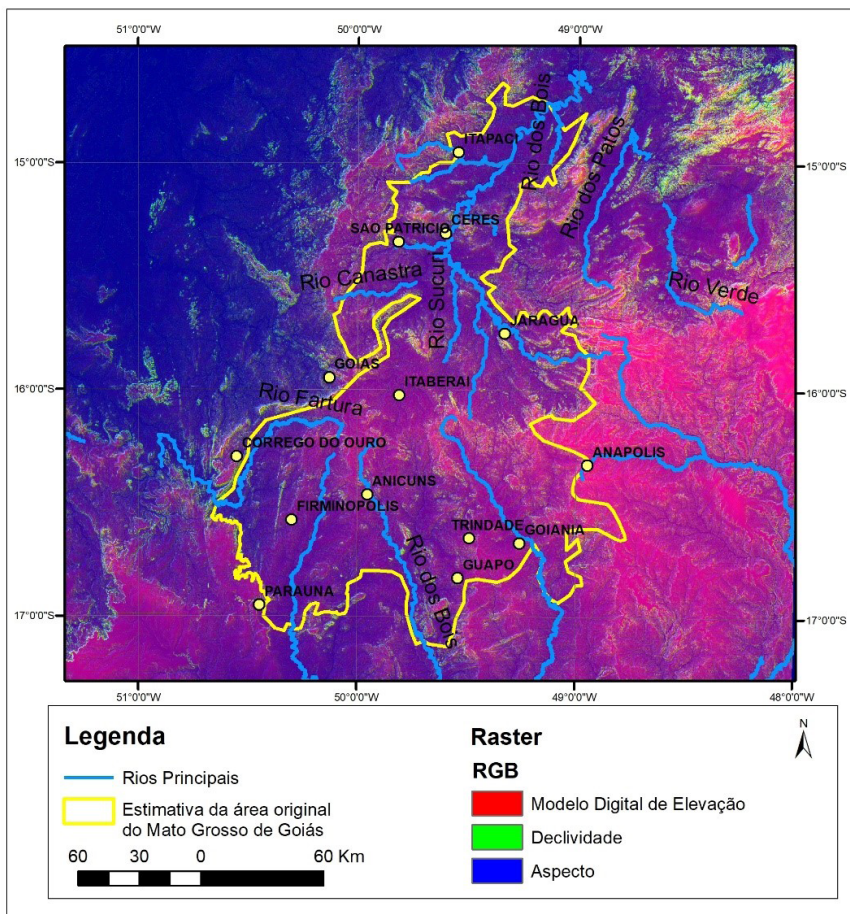 51°0'0"W 50°0'0"W 49°0'0"W
15°0'0"S
15°0'0"S
16°0'0"S
16°0'0"S
17°0'0"S
17°0'0"S
Rio dos Bois
ITAPACI
Rio dos Patos
CERES
SAO PATRICIO
Rio Canastra
Rio Sucuri
Rio Verde
JARAGUA
GOIAS
ITABERAI
Rio Fartura
CORREGO DO OURO
ANAPOLIS
ANICUNS
FIRMINOPOLIS
TRINDADE
GOIANIA
GUAPO
Rio dos Bois
PARAUNA
51°0'0"W 50°0'0"W 49°0'0"W 48°0'0"W
Legenda
Rios Principais
Estimativa da área original
do Mato Grosso de Goiás
60 30 0 60 Km
Raster
RGB
Modelo Digital de Elevação
Declividade
Aspecto
N